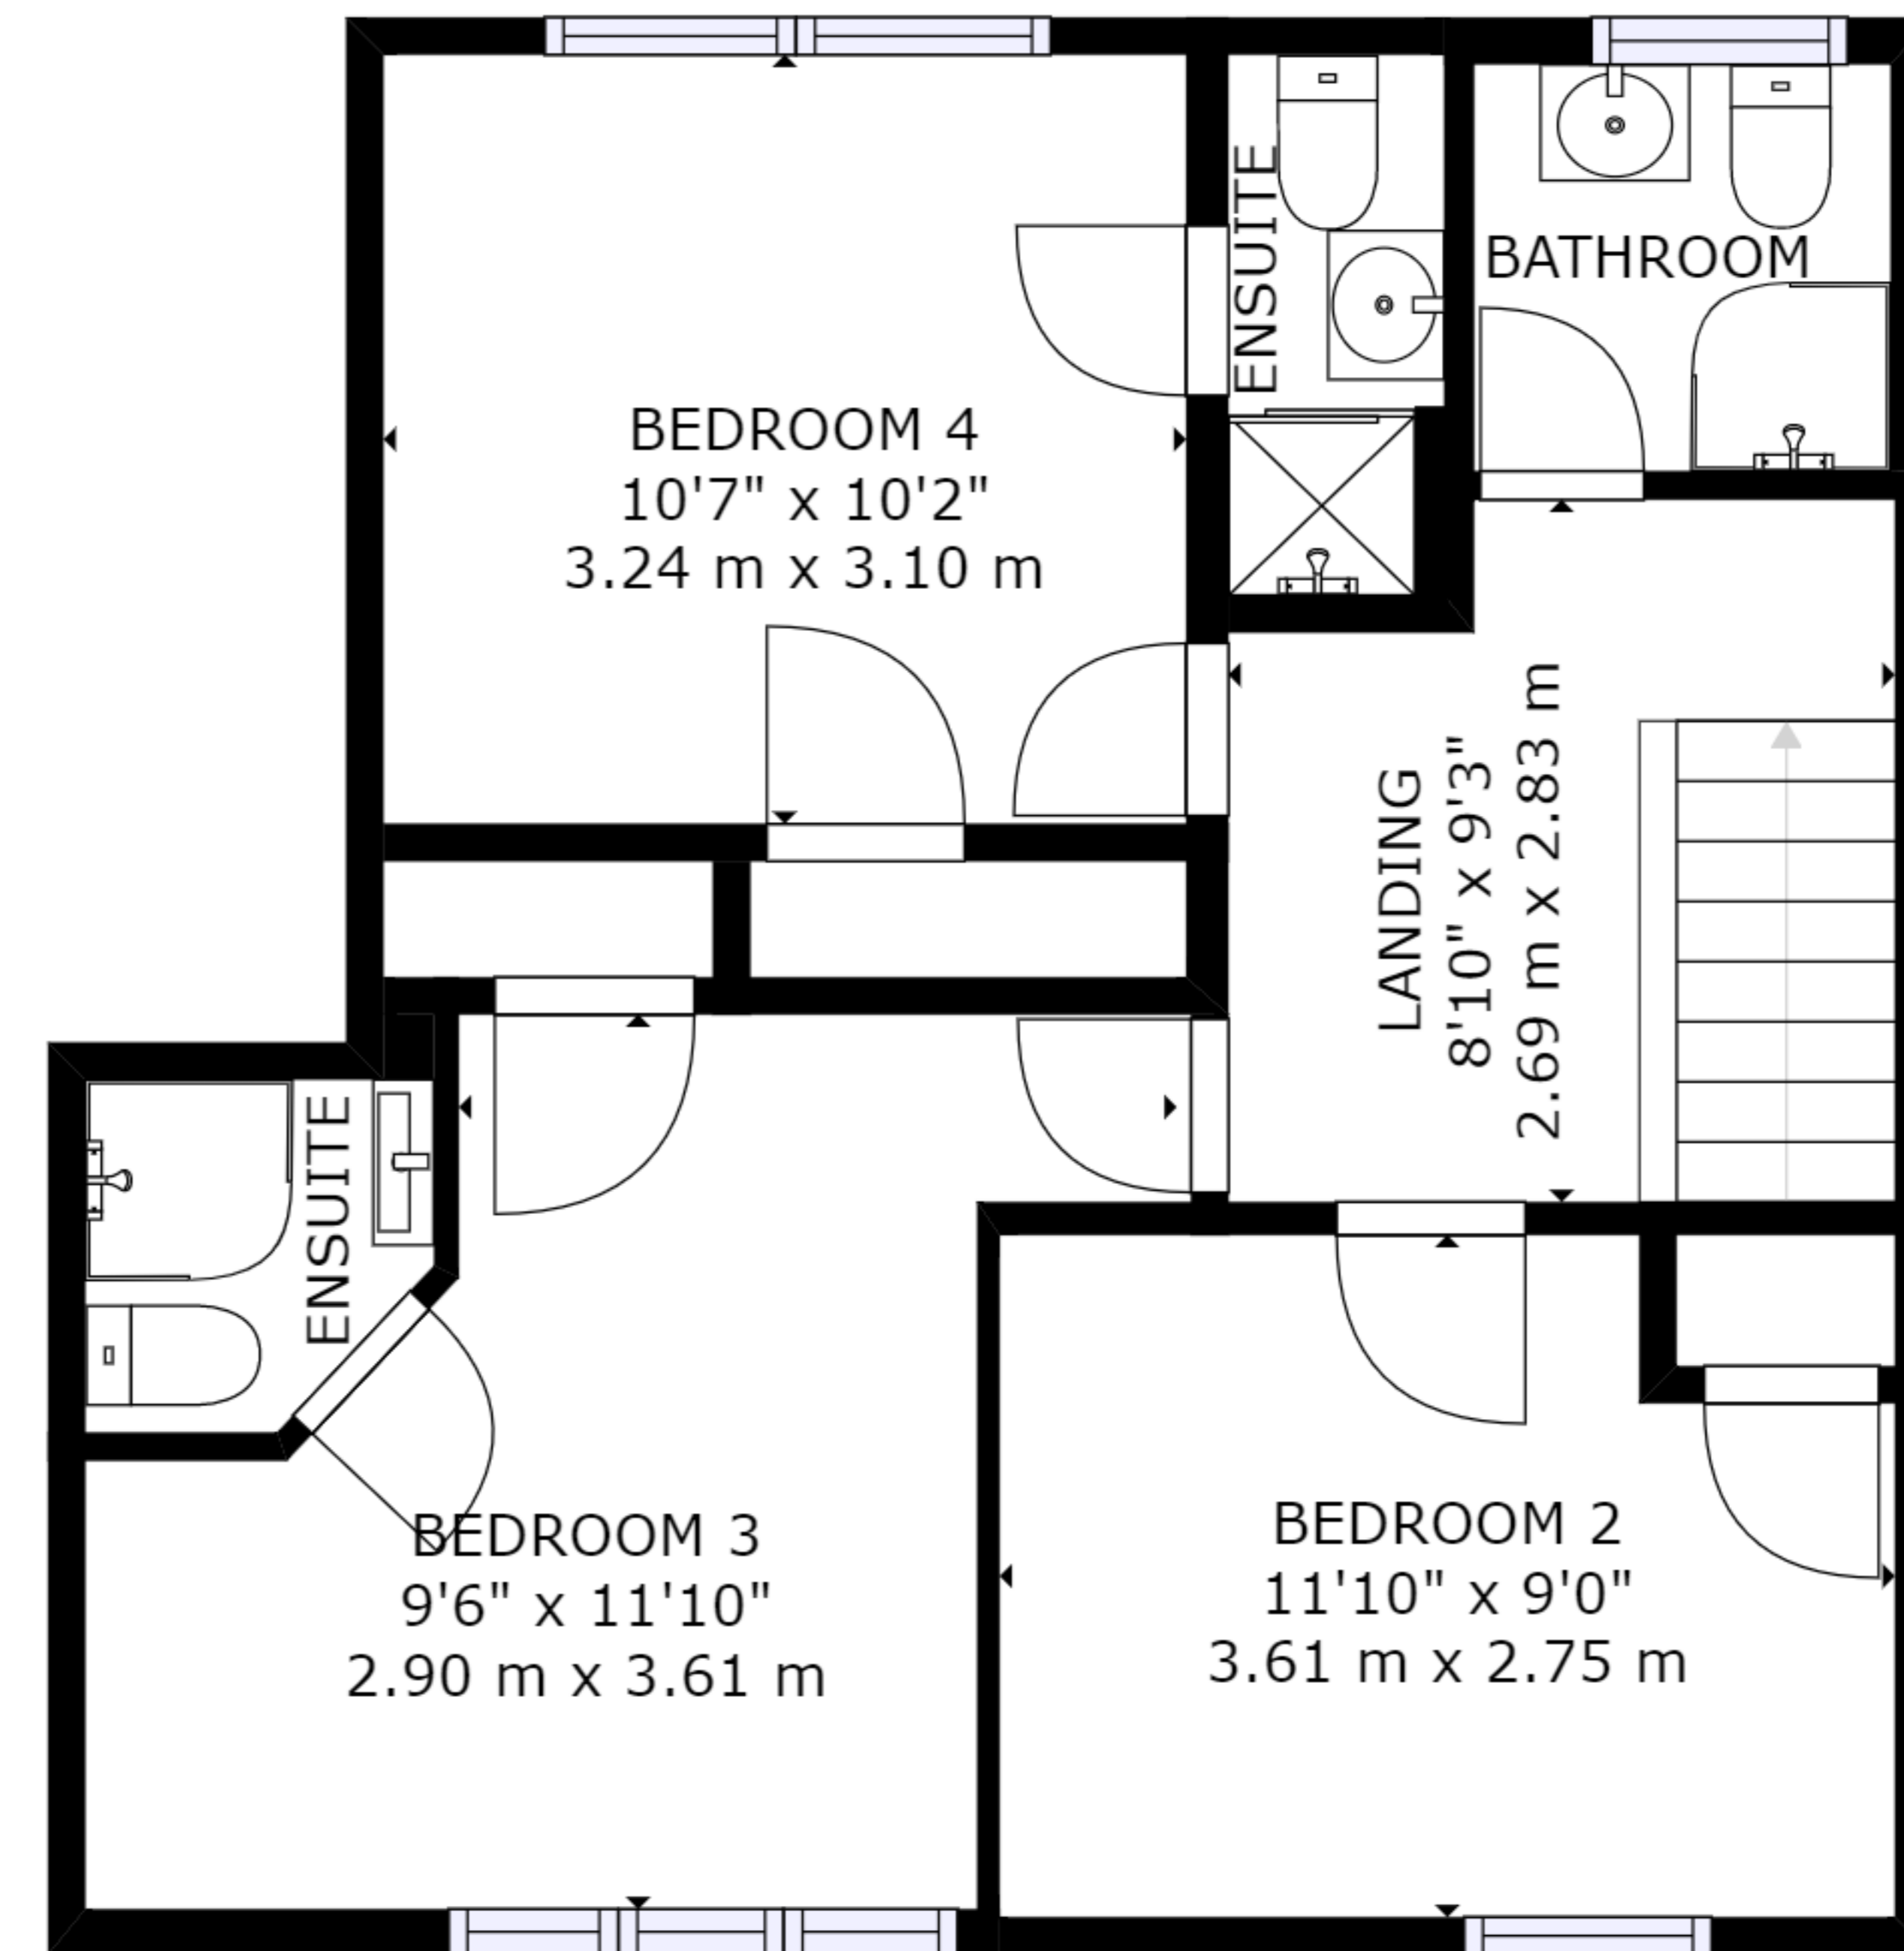 ENSUITE
BATHROOM
BEDROOM 4
10'7" x 10'2"
3.24 m x 3.10 m
LANDING
8'10" x 9'3"
2.69 m x 2.83 m
ENSUITE
BEDROOM 3
9'6" x 11'10"
2.90 m x 3.61 m
BEDROOM 2
11'10" x 9'0"
3.61 m x 2.75 m